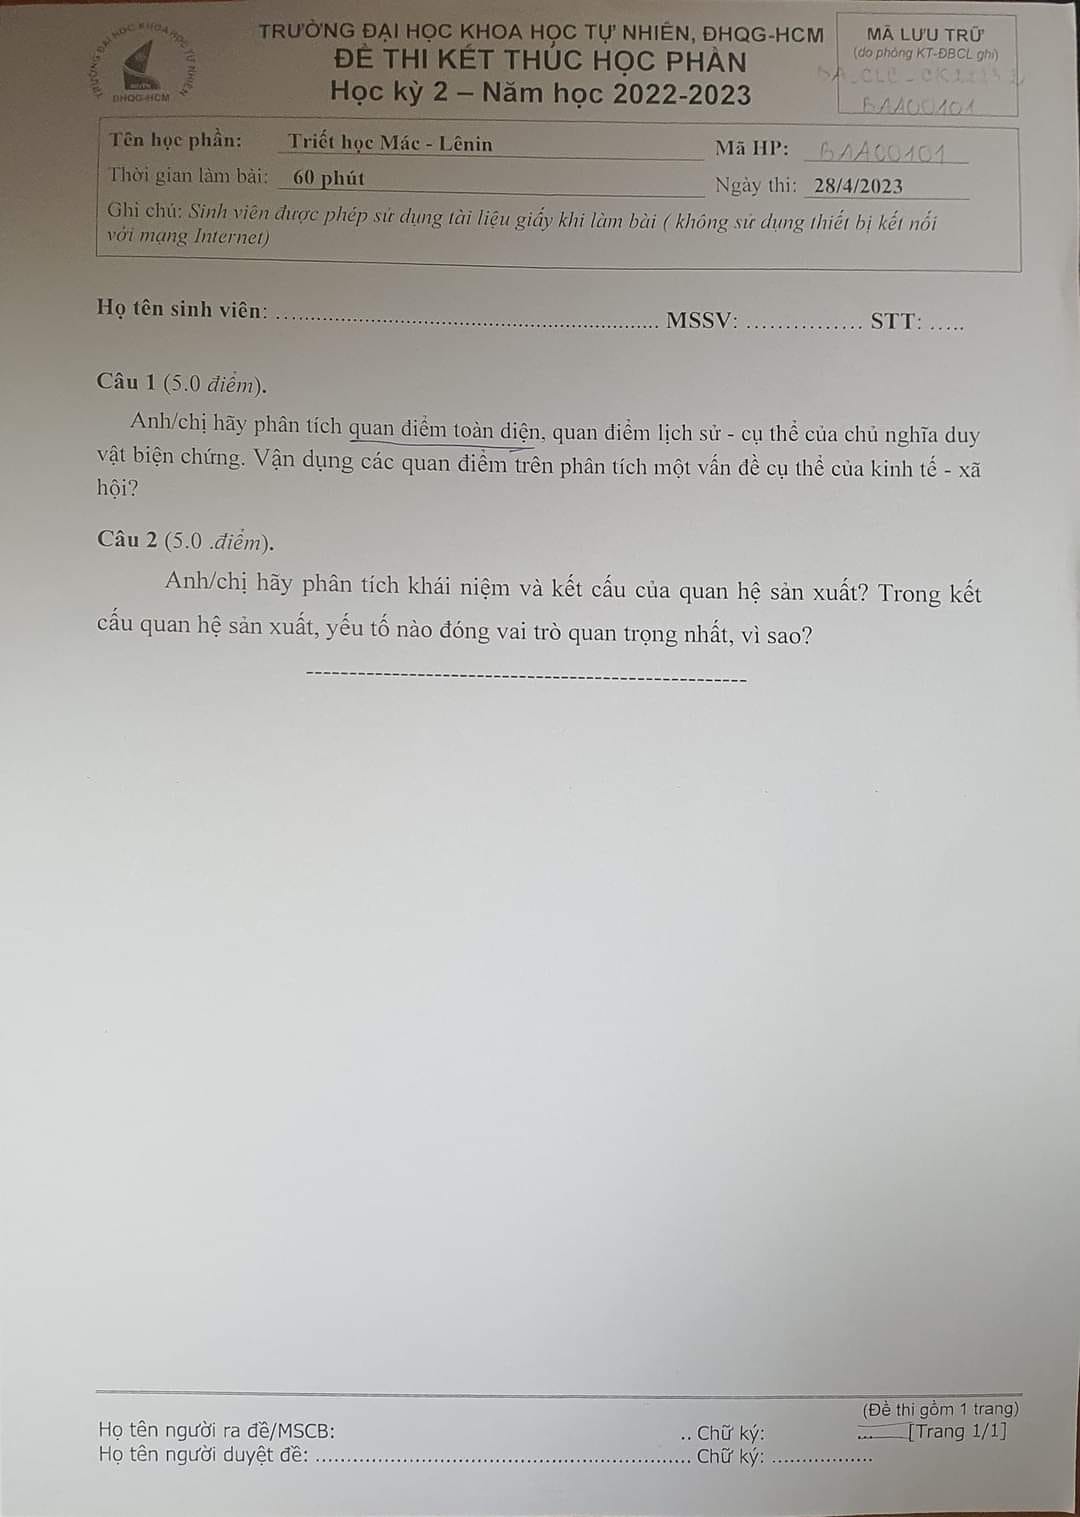 TRƯỜNG ĐẠI HỌC KHOA HỌC TỰ NHIÊN, ĐHQG-HCM
ĐỀ THI KẾT THÚC HỌC PHẦN
Học kỳ 2 – Năm học 2022-2023
MÃ LƯU TRỮ
(do phòng KT-ĐBCL ghi)
BAA00101
TRƯỜNG ĐẠI HỌC KHOA HỌC TỰ NHIÊN
ĐHQG-HCM
Tên học phần: Triết học Mác - Lênin Mã HP: BAA00101
Thời gian làm bài: 60 phút Ngày thi: 28/4/2023
Ghi chú: Sinh viên được phép sử dụng tài liệu giấy khi làm bài ( không sử dụng thiết bị kết nối
với mạng Internet)
Họ tên sinh viên: ........................................................ MSSV: ............... STT: .....
Câu 1 (5.0 điểm).
Anh/chị hãy phân tích quan điểm toàn diện, quan điểm lịch sử - cụ thể của chủ nghĩa duy
vật biện chứng. Vận dụng các quan điểm trên phân tích một vấn đề cụ thể của kinh tế - xã
hội?
Câu 2 (5.0 .điểm).
Anh/chị hãy phân tích khái niệm và kết cấu của quan hệ sản xuất? Trong kết
cấu quan hệ sản xuất, yếu tố nào đóng vai trò quan trọng nhất, vì sao?
---------------------------------------------------
(Đề thi gồm 1 trang)
Họ tên người ra đề/MSCB: .. Chữ ký: ... [Trang 1/1]
Họ tên người duyệt đề: ........................................................ Chữ ký: .................